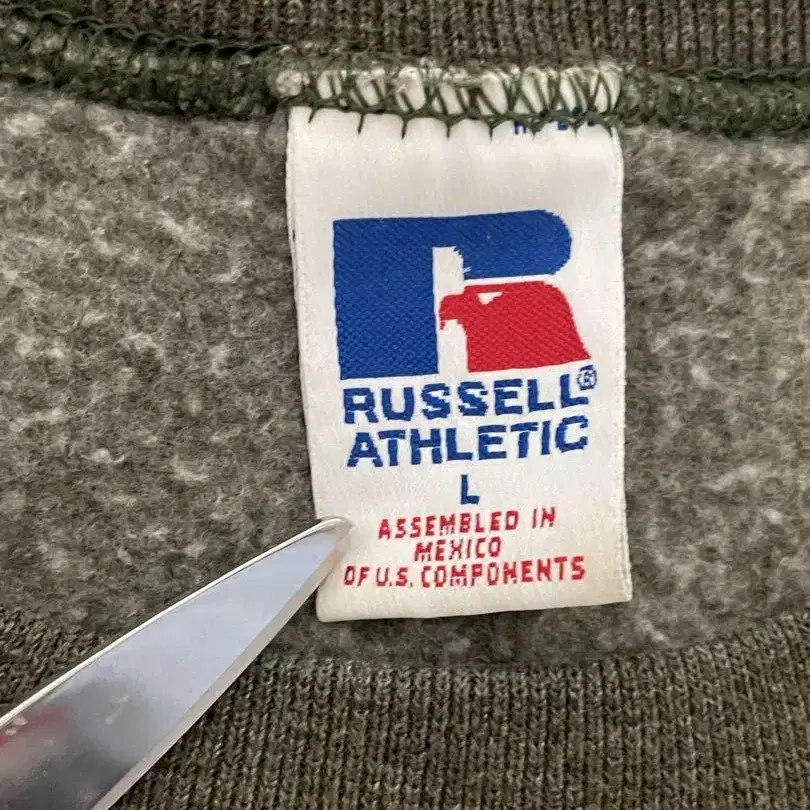 RUSSELL®
ATHLETIC
L
ASSEMBLED IN
MEXICO
OF U.S. COMPONENTS